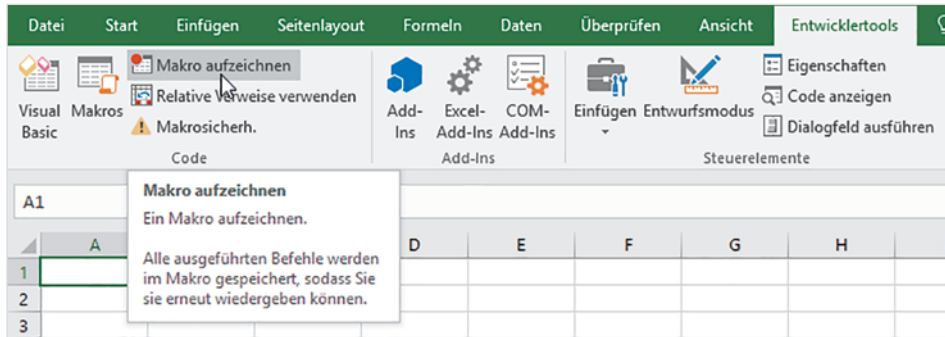 Datei Start Einfügen Seitenlayout Formeln Daten Überprüfen Ansicht Entwicklertools
Visual Basic
Makros
Makro aufzeichnen
Relative Verweise verwenden
Makrosicherh.
Code
Add-
Ins
Excel-
Add-Ins
COM-
Add-Ins
Add-Ins
Einfügen
Entwurfsmodus
Eigenschaften
Code anzeigen
Dialogfeld ausführen
Steuerelemente
A1
Makro aufzeichnen
Ein Makro aufzeichnen.
Alle ausgeführten Befehle werden
im Makro gespeichert, sodass Sie
sie erneut wiedergeben können.
A D E F G H
1
2
3